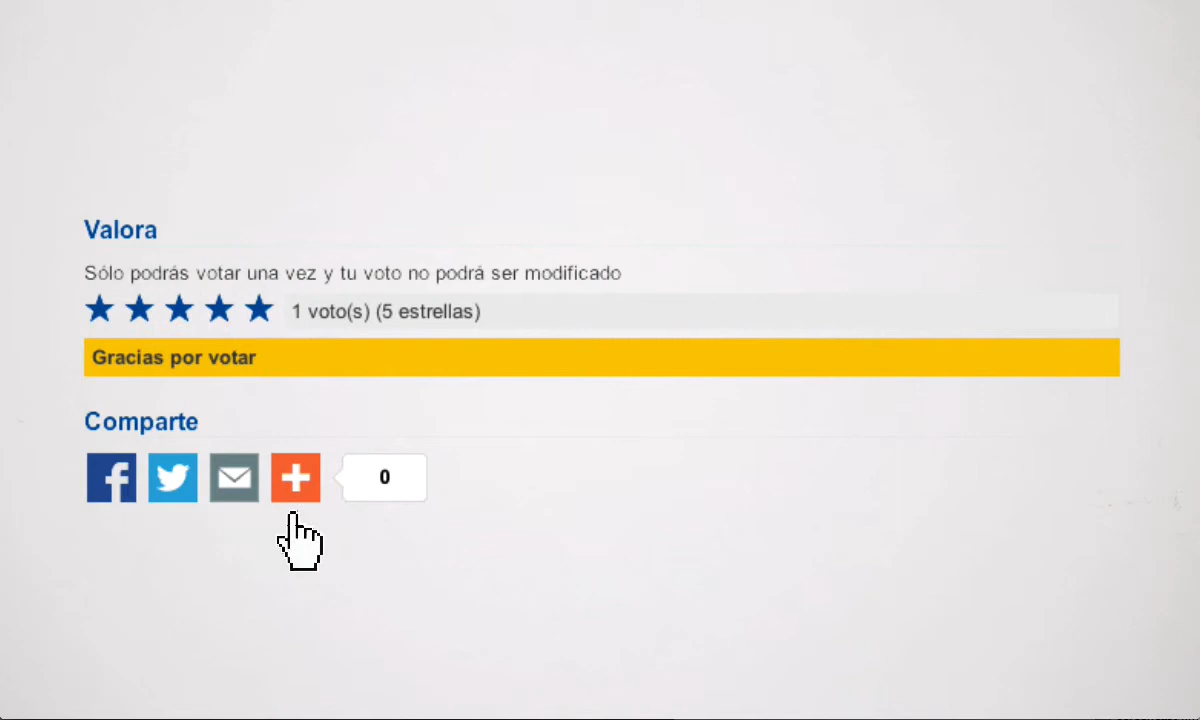 Valora
Sólo podrás votar una vez y tu voto no podrá ser modificado
1 voto(s) (5 estrellas)
Gracias por votar
Comparte
0